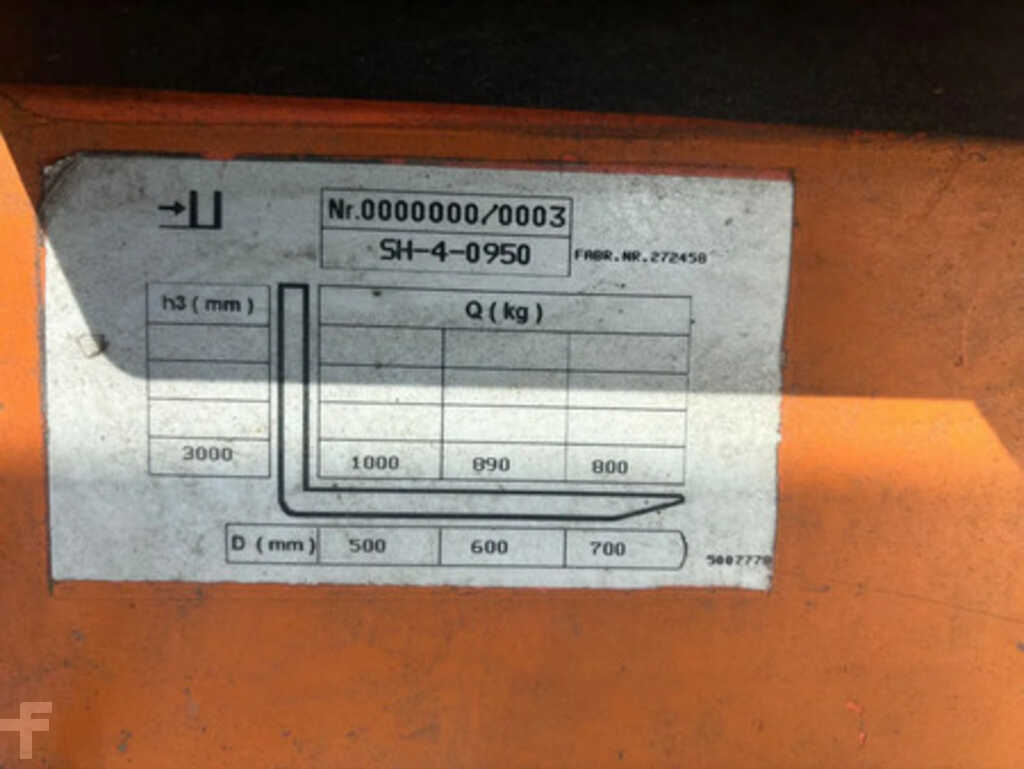 Nr.0000000/0003
SH-4-0950
FABR.NR.272458
h3 ( mm )
Q ( kg )
3000 1000 890 800
D ( mm ) 500 600 700
5007778
F